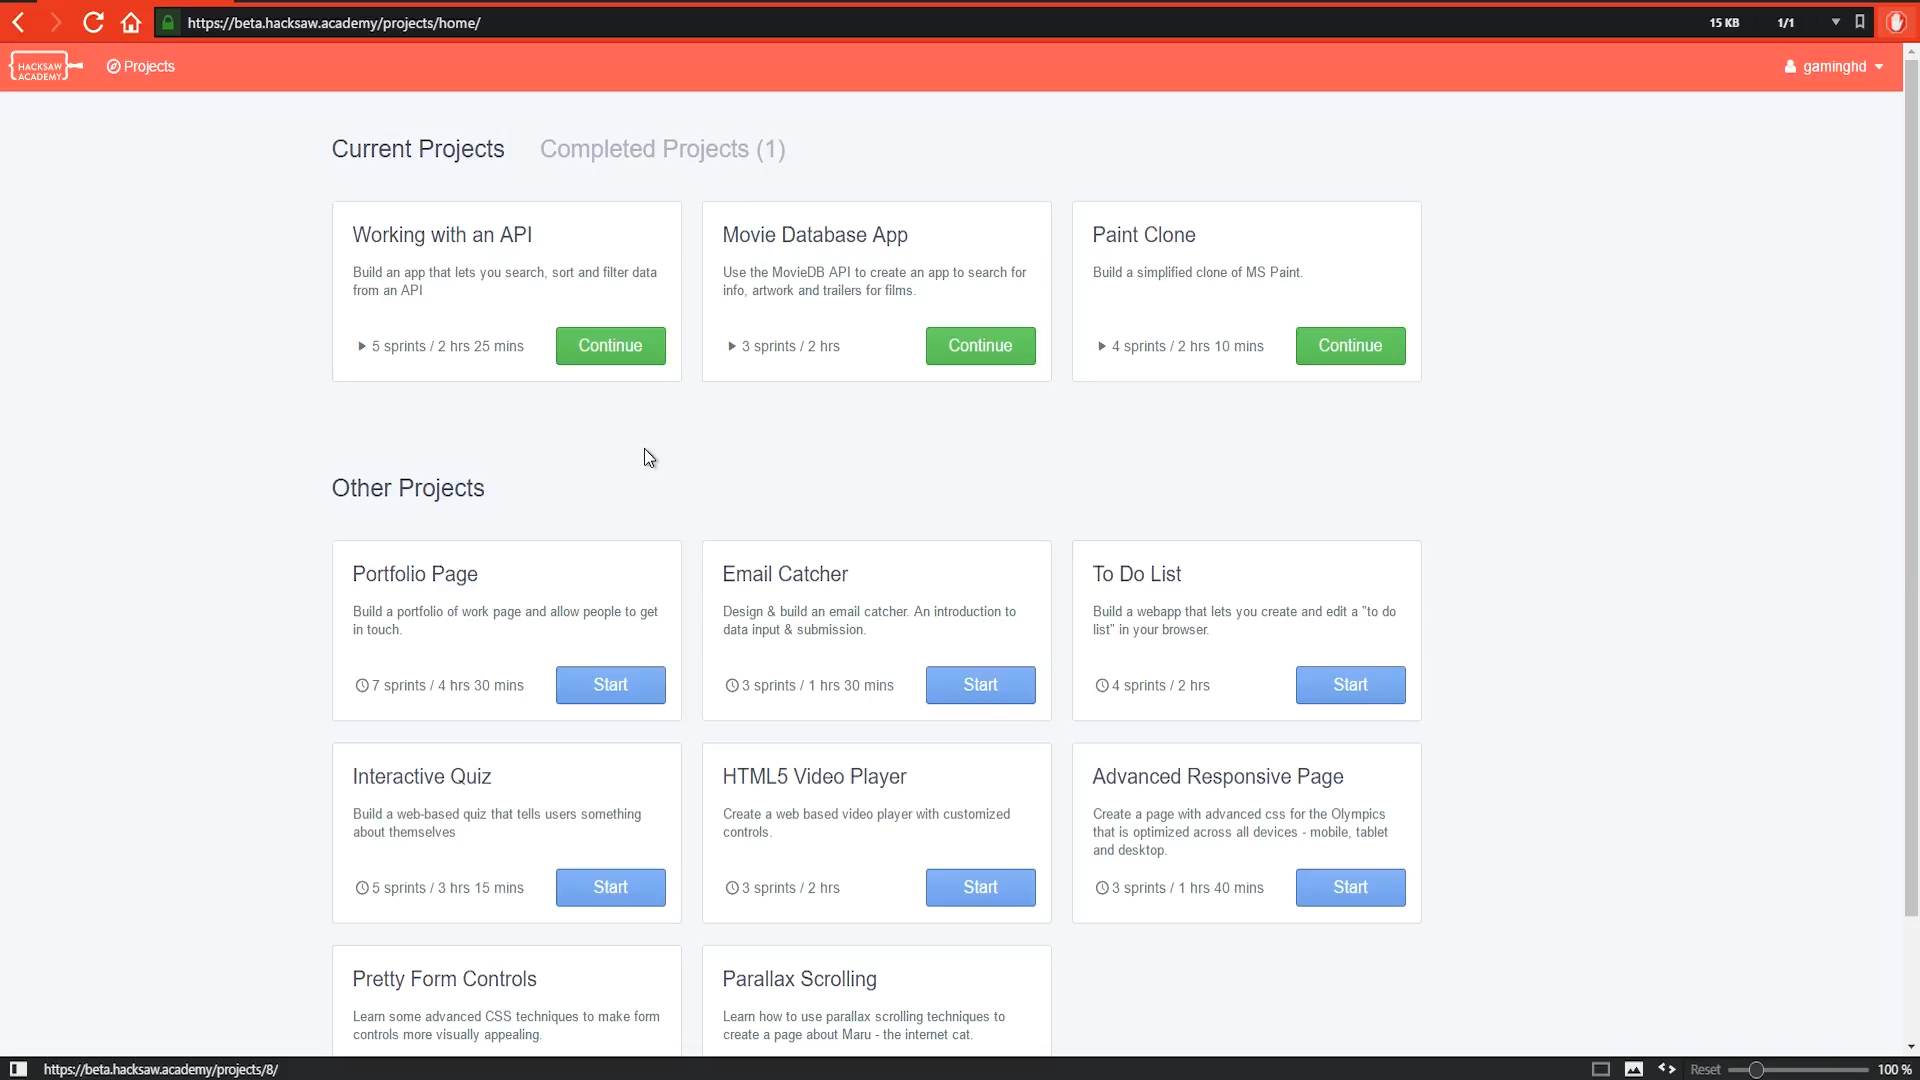 https://beta.hacksaw.academy/projects/home/
15 KB
1/1
HACKSAW
ACADEMY
Projects
gaminghd
Current Projects
Completed Projects (1)
Working with an API
Build an app that lets you search, sort and filter data
from an API
5 sprints / 2 hrs 25 mins
Continue
Movie Database App
Use the MovieDB API to create an app to search for
info, artwork and trailers for films.
3 sprints / 2 hrs
Continue
Paint Clone
Build a simplified clone of MS Paint.
4 sprints / 2 hrs 10 mins
Continue
Other Projects
Portfolio Page
Build a portfolio of work page and allow people to get
in touch.
7 sprints / 4 hrs 30 mins
Start
Email Catcher
Design & build an email catcher. An introduction to
data input & submission.
3 sprints / 1 hrs 30 mins
Start
To Do List
Build a webapp that lets you create and edit a "to do
list" in your browser.
4 sprints / 2 hrs
Start
Interactive Quiz
Build a web-based quiz that tells users something
about themselves
5 sprints / 3 hrs 15 mins
Start
HTML5 Video Player
Create a web based video player with customized
controls.
3 sprints / 2 hrs
Start
Advanced Responsive Page
Create a page with advanced css for the Olympics
that is optimized across all devices - mobile, tablet
and desktop.
3 sprints / 1 hrs 40 mins
Start
Pretty Form Controls
Learn some advanced CSS techniques to make form
controls more visually appealing.
Parallax Scrolling
Learn how to use parallax scrolling techniques to
create a page about Maru - the internet cat.
https://beta.hacksaw.academy/projects/8/
Reset
100 %